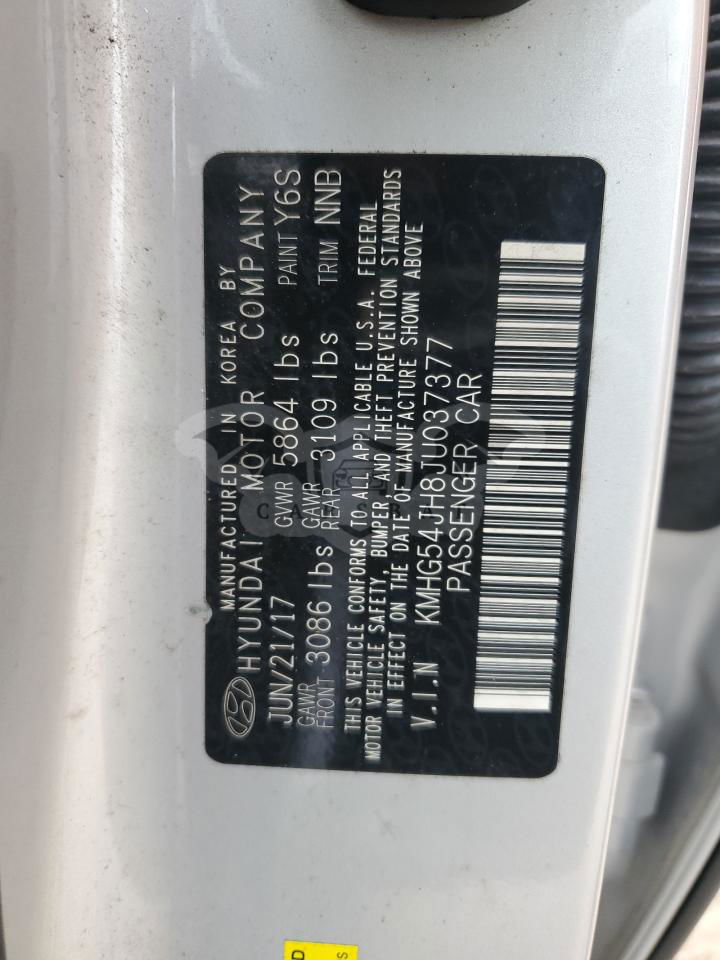 MANUFACTURED IN KOREA BY
HYUNDAI MOTOR COMPANY
JUN/21/17 GVWR 5864 lbs PAINT Y6S
GAWR FRONT 3086 lbs GAWR REAR 3109 lbs TRIM NNB
THIS VEHICLE CONFORMS TO ALL APPLICABLE U.S.A. FEDERAL
MOTOR VEHICLE SAFETY, BUMPER, AND THEFT PREVENTION STANDARDS
IN EFFECT ON THE DATE OF MANUFACTURE SHOWN ABOVE
V.I.N KMHG54JH8JU037377
PASSENGER CAR
D
S